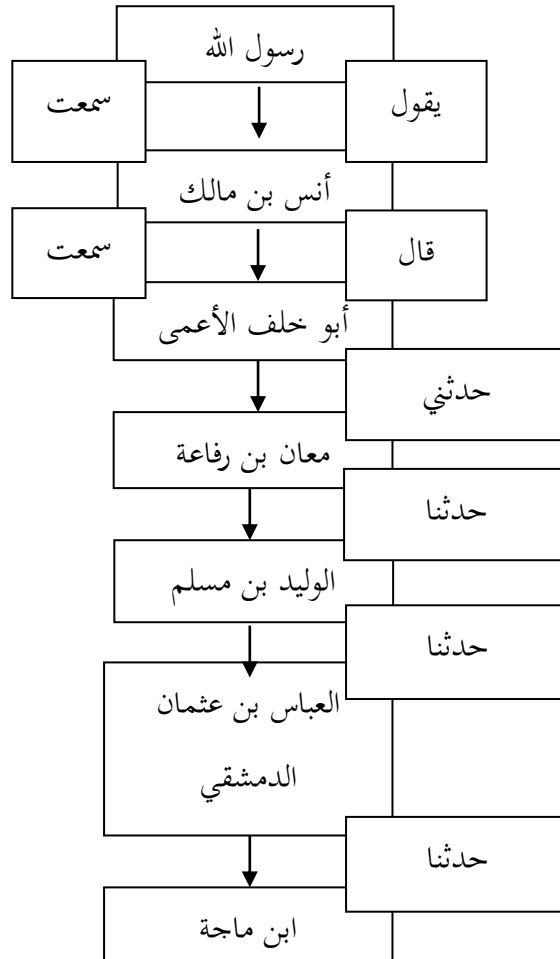 رسول الله
يقول
سمعت
أنس بن مالك
قال
سمعت
أبو خلف الأعمى
حدثني
معان بن رفاعة
حدثنا
الوليد بن مسلم
حدثنا
العباس بن عثمان
الدمشقي
حدثنا
ابن ماجة